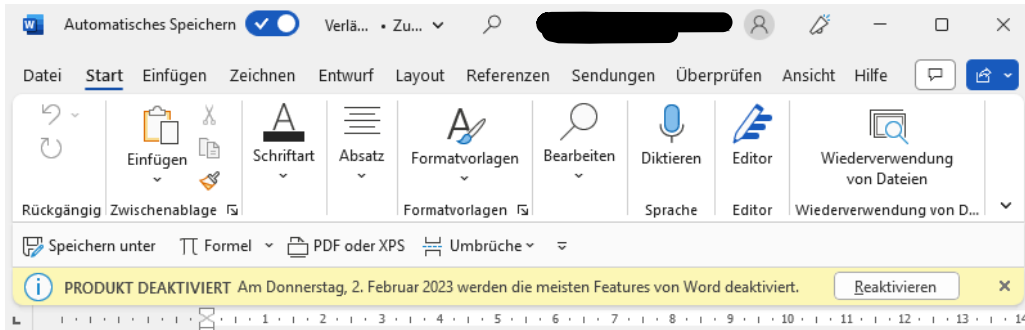 W Automatisches Speichern Verlä... • Zu...
Datei Start Einfügen Zeichnen Entwurf Layout Referenzen Sendungen Überprüfen Ansicht Hilfe
Einfügen Schriftart Absatz Formatvorlagen Bearbeiten Diktieren Editor Wiederverwendung
von Dateien
Rückgängig Zwischenablage Formatvorlagen Sprache Editor Wiederverwendung von D...
Speichern unter Formel PDF oder XPS Umbrüche
PRODUKT DEAKTIVIERT Am Donnerstag, 2. Februar 2023 werden die meisten Features von Word deaktiviert. Reaktivieren
1 2 3 4 5 6 7 8 9 10 11 12 13 14